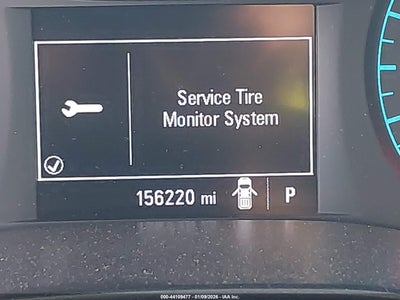 Service Tire
Monitor System
156220 mi P
000-44109477 - 01/09/2026 - IAA Inc.